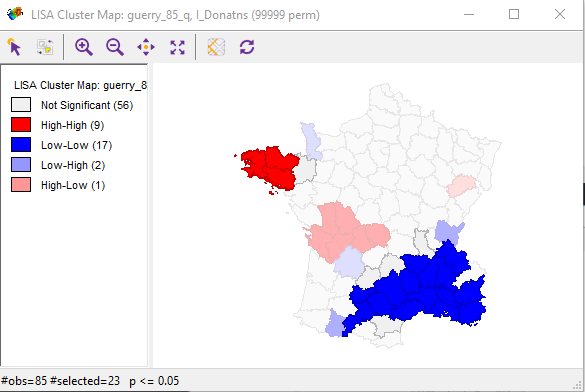 LISA Cluster Map: guerry_85_q, I_Donatns (99999 perm)
LISA Cluster Map: guerry_8
Not Significant (56)
High-High (9)
Low-Low (17)
Low-High (2)
High-Low (1)
#obs=85 #selected=23 p <= 0.05